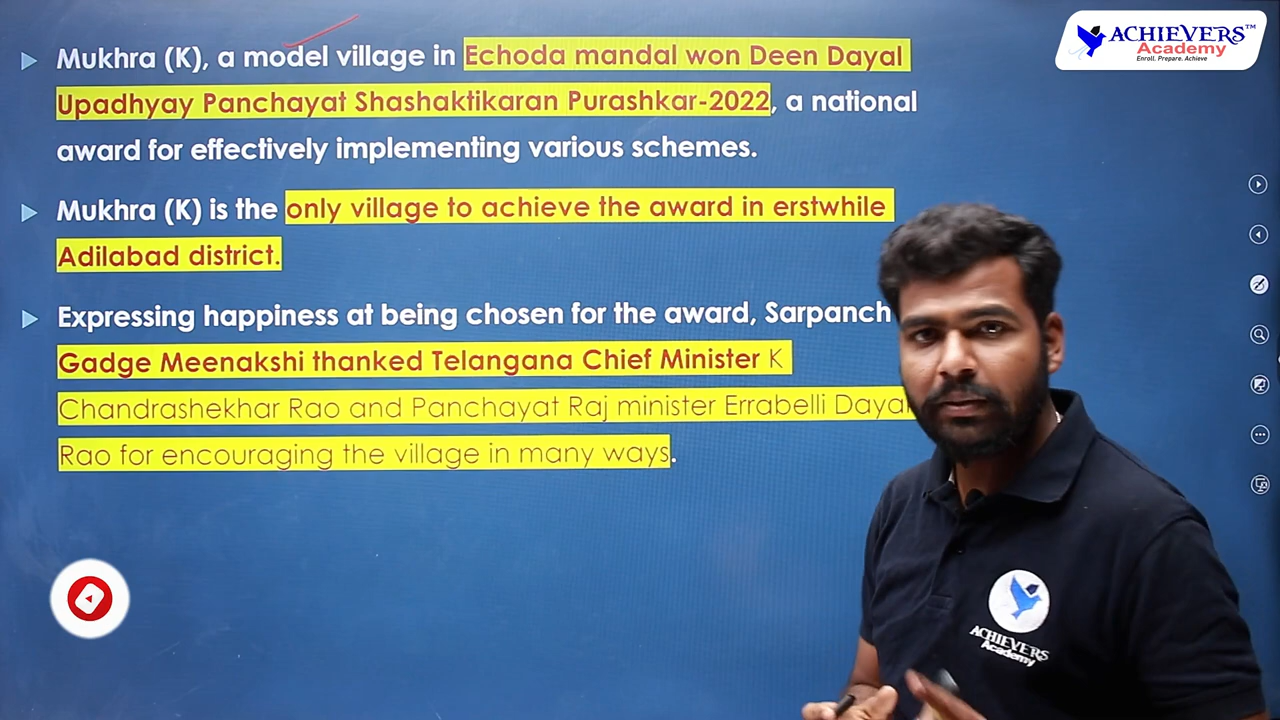 ACHIEVERS™
Academy
Enroll. Prepare. Achieve
Mukhra (K), a model village in Echoda mandal won Deen Dayal
Upadhyay Panchayat Shashaktikaran Purashkar-2022, a national
award for effectively implementing various schemes.
Mukhra (K) is the only village to achieve the award in erstwhile
Adilabad district.
Expressing happiness at being chosen for the award, Sarpanch
Gadge Meenakshi thanked Telangana Chief Minister K
Chandrashekhar Rao and Panchayat Raj minister Errabelli Dayal
Rao for encouraging the village in many ways.
ACHIEVERS
Academy